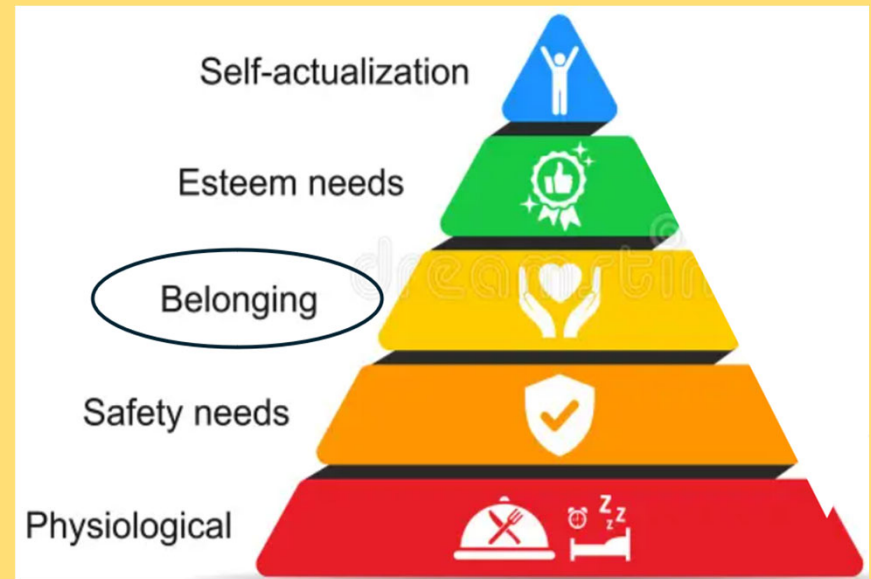 Self-actualization
Esteem needs
Belonging
Safety needs
Physiological
z z z